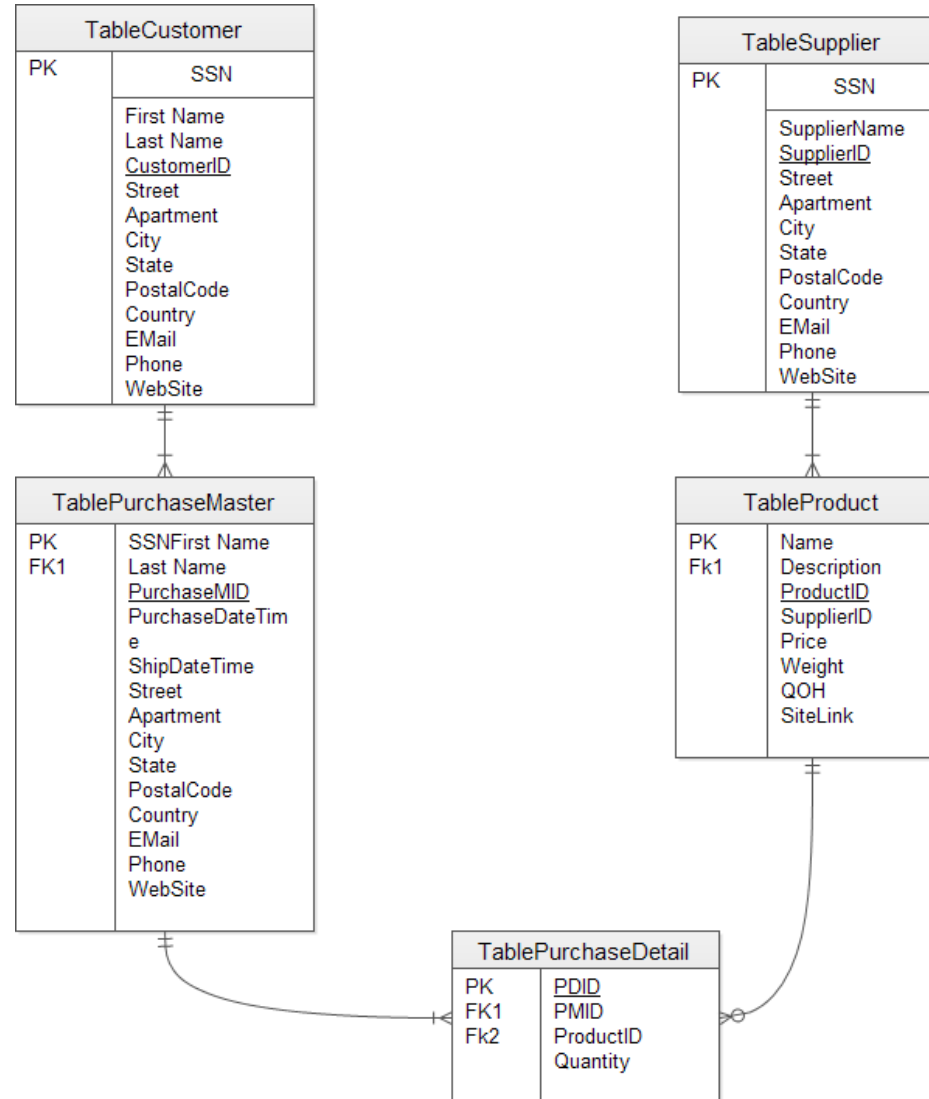 TableCustomer
PK
SSN
First Name
Last Name
CustomerID
Street
Apartment
City
State
PostalCode
Country
EMail
Phone
WebSite
TableSupplier
PK
SSN
SupplierName
SupplierID
Street
Apartment
City
State
PostalCode
Country
EMail
Phone
WebSite
TablePurchaseMaster
PK SSNFirst Name
FK1 Last Name
PurchaseMID
PurchaseDateTim
e
ShipDateTime
Street
Apartment
City
State
PostalCode
Country
EMail
Phone
WebSite
TableProduct
PK Name
Fk1 Description
ProductID
SupplierID
Price
Weight
QOH
SiteLink
TablePurchaseDetail
PK PDID
FK1 PMID
Fk2 ProductID
Quantity